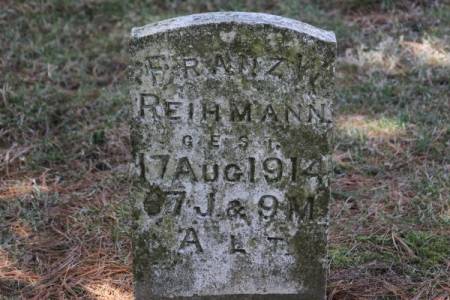 FRANZ K
REIHMANN.
GEST.
17 AUG 1914
7 J. & 9 M.
ALT.